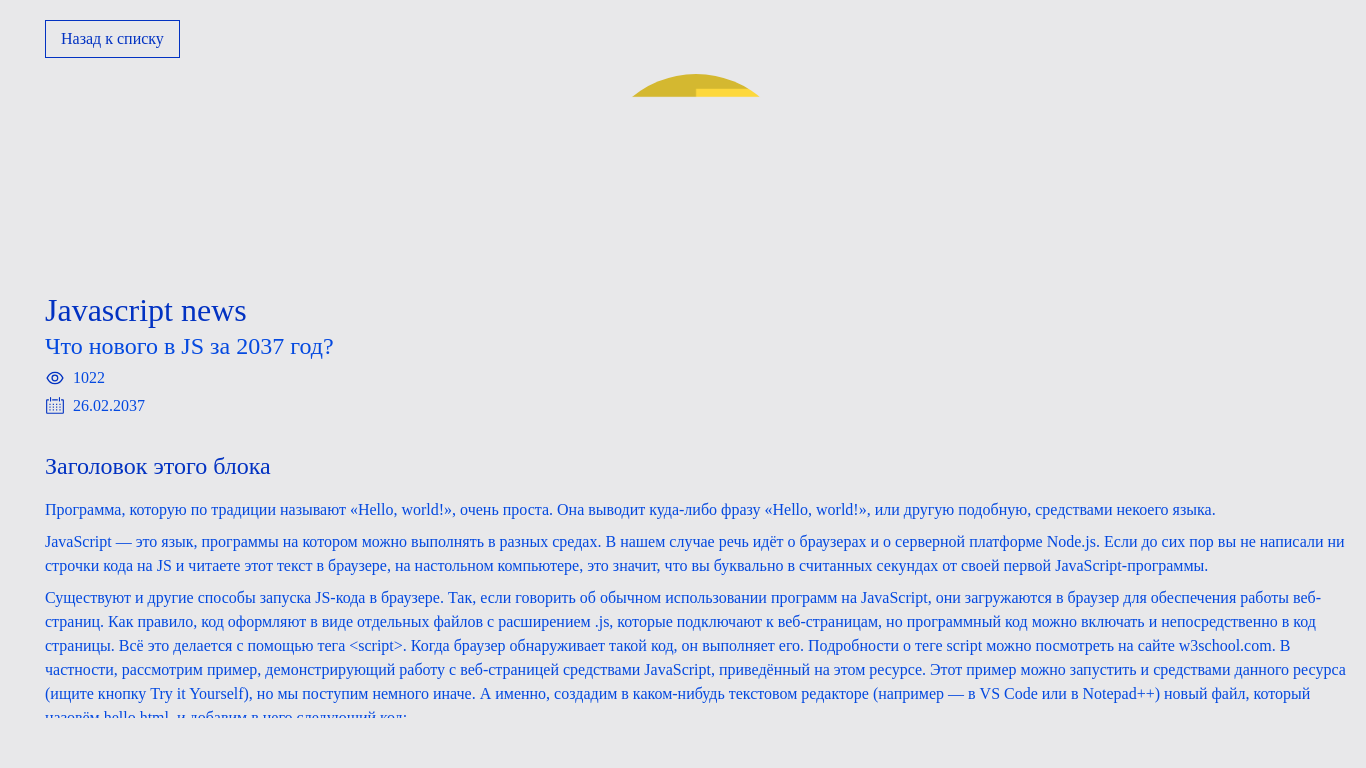 Назад к списку
Javascript news
Что нового в JS за 2037 год?
1022
26.02.2037
Заголовок этого блока
Программа, которую по традиции называют «Hello, world!», очень проста. Она выводит куда-либо фразу «Hello, world!», или другую подобную, средствами некоего языка.
JavaScript — это язык, программы на котором можно выполнять в разных средах. В нашем случае речь идёт о браузерах и о серверной платформе Node.js. Если до сих пор вы не написали ни
строчки кода на JS и читаете этот текст в браузере, на настольном компьютере, это значит, что вы буквально в считанных секундах от своей первой JavaScript-программы.
Существуют и другие способы запуска JS-кода в браузере. Так, если говорить об обычном использовании программ на JavaScript, они загружаются в браузер для обеспечения работы веб-
страниц. Как правило, код оформляют в виде отдельных файлов с расширением .js, которые подключают к веб-страницам, но программный код можно включать и непосредственно в код
страницы. Всё это делается с помощью тега <script>. Когда браузер обнаруживает такой код, он выполняет его. Подробности о теге script можно посмотреть на сайте w3school.com. В
частности, рассмотрим пример, демонстрирующий работу с веб-страницей средствами JavaScript, приведённый на этом ресурсе. Этот пример можно запустить и средствами данного ресурса
(ищите кнопку Try it Yourself), но мы поступим немного иначе. А именно, создадим в каком-нибудь текстовом редакторе (например — в VS Code или в Notepad++) новый файл, который
назовём hello.html, и добавим в него следующий код: